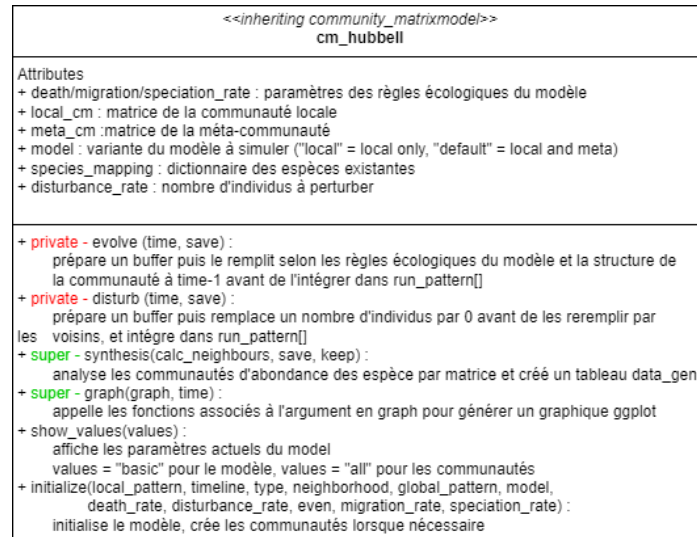 <<inheriting community_matrixmodel>>
cm_hubbell
Attributes
+ death/migration/speciation_rate : paramètres des règles écologiques du modèle
+ local_cm : matrice de la communauté locale
+ meta_cm :matrice de la méta-communauté
+ model : variante du modèle à simuler ("local" = local only, "default" = local and meta)
+ species_mapping : dictionnaire des espèces existantes
+ disturbance_rate : nombre d'individus à perturber
+ private - evolve (time, save) :
prépare un buffer puis le remplit selon les règles écologiques du modèle et la structure de
la communauté à time-1 avant de l'intégrer dans run_pattern[]
+ private - disturb (time, save) :
prépare un buffer puis remplace un nombre d'individus par 0 avant de les reremplir par
les voisins, et intégre dans run_pattern[]
+ super - synthesis(calc_neighbours, save, keep) :
analyse les communautés d'abondance des espèce par matrice et créé un tableau data_gen
+ super - graph(graph, time) :
appelle les fonctions associés à l'argument en graph pour générer un graphique ggplot
+ show_values(values) :
affiche les paramètres actuels du model
values = "basic" pour le modèle, values = "all" pour les communautés
+ initialize(local_pattern, timeline, type, neighborhood, global_pattern, model,
death_rate, disturbance_rate, even, migration_rate, speciation_rate) :
initialise le modèle, crée les communautés lorsque nécessaire